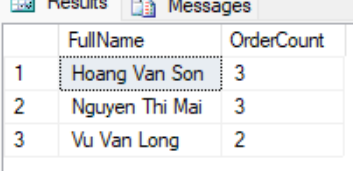 Results Messages
FullName OrderCount
1 Hoang Van Son 3
2 Nguyen Thi Mai 3
3 Vu Van Long 2